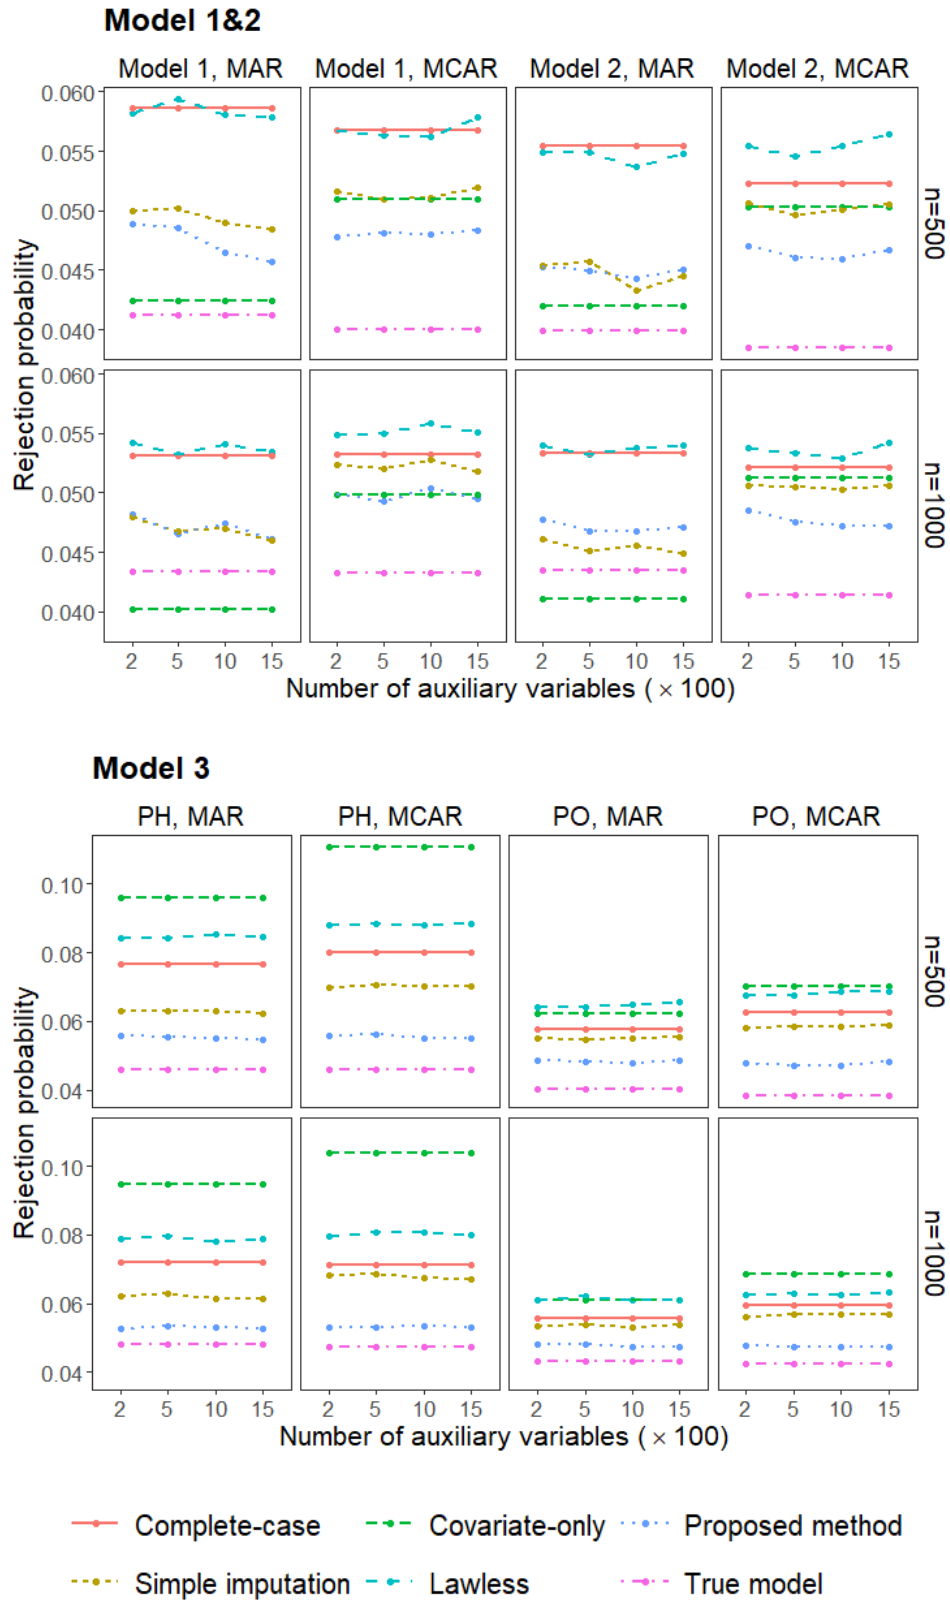 Model 1&2
Model 1, MAR Model 1, MCAR Model 2, MAR Model 2, MCAR
Rejection probability
0.060
0.055
0.050
0.045
0.040
n=500
0.060
0.055
0.050
0.045
0.040
n=1000
2 5 10 15 2 5 10 15 2 5 10 15 2 5 10 15
Number of auxiliary variables ( × 100)
Model 3
PH, MAR PH, MCAR PO, MAR PO, MCAR
Rejection probability
0.10
0.08
0.06
0.04
n=500
0.10
0.08
0.06
0.04
n=1000
2 5 10 15 2 5 10 15 2 5 10 15 2 5 10 15
Number of auxiliary variables ( × 100)
Complete-case Covariate-only Proposed method
Simple imputation Lawless True model